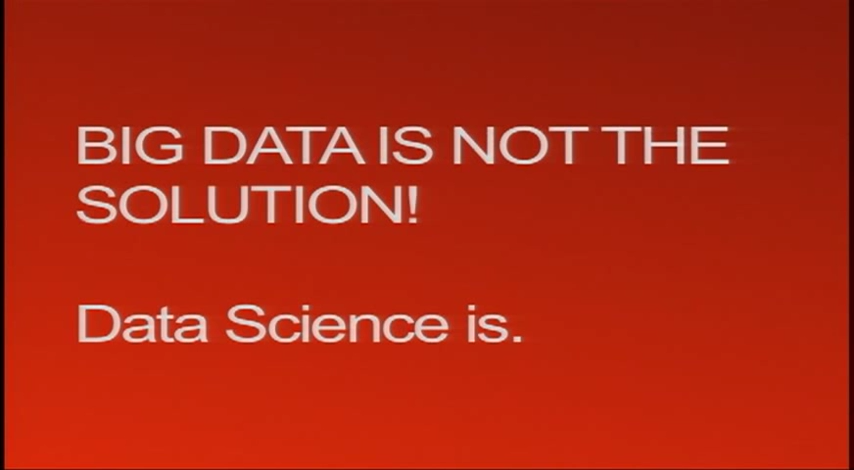 BIG DATA IS NOT THE
SOLUTION!
Data Science is.